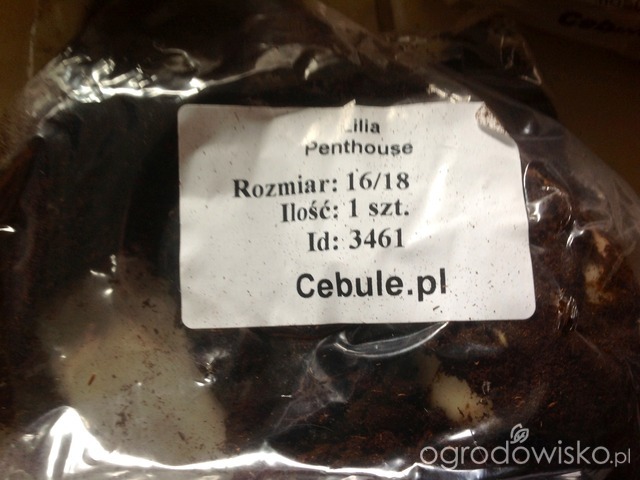 Lilia
Penthouse
Rozmiar: 16/18
Ilość: 1 szt.
Id: 3461
Cebule.pl
ogrodowisko.pl